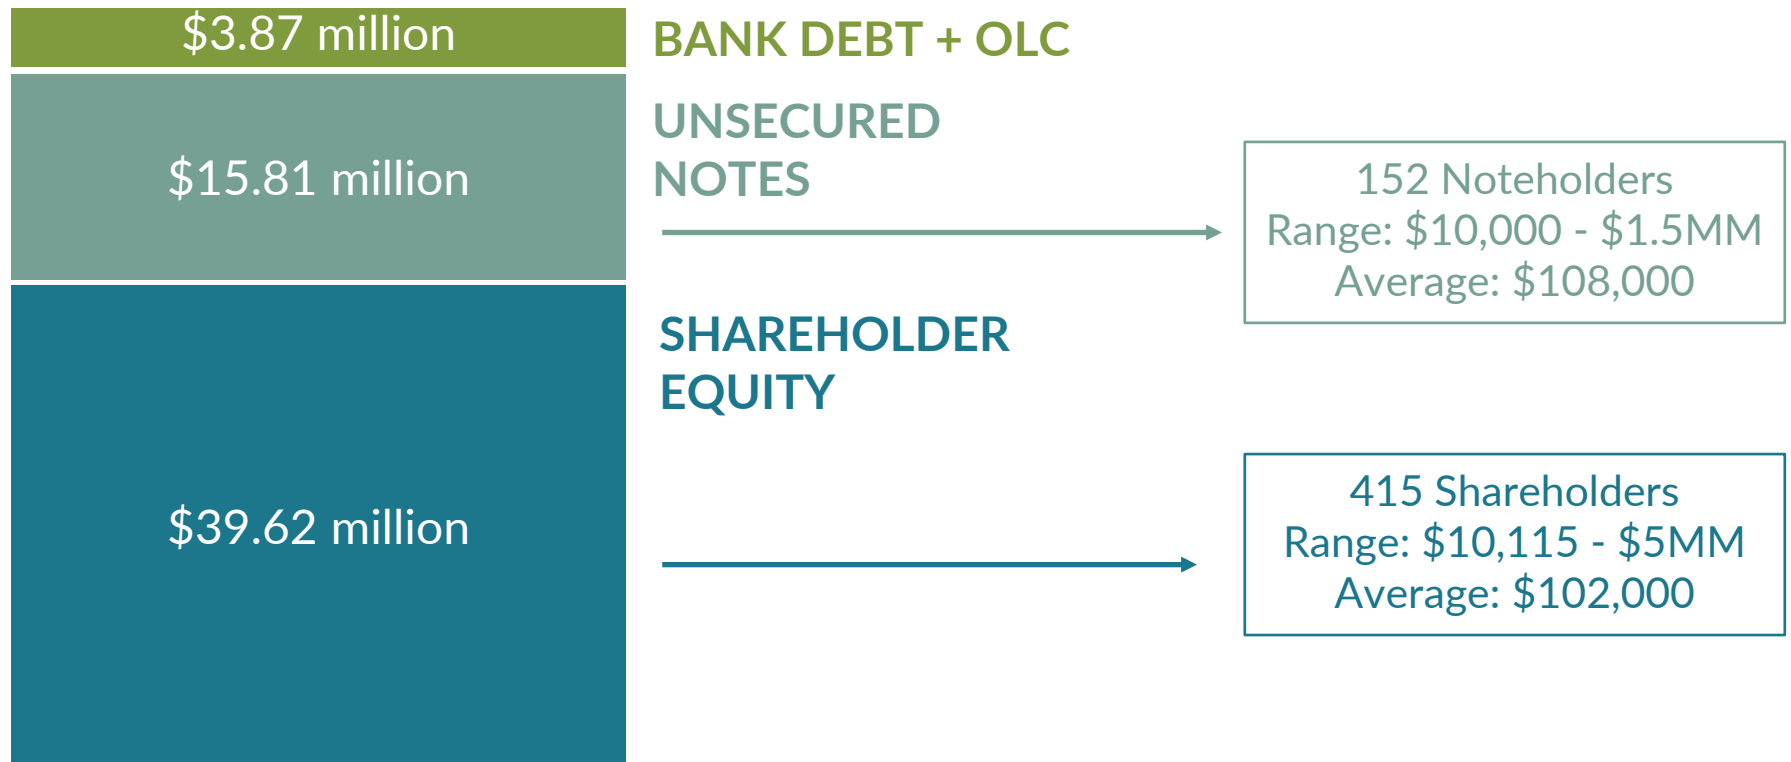 $3.87 million
BANK DEBT + OLC
$15.81 million
UNSECURED
NOTES
152 Noteholders
Range: $10,000 - $1.5MM
Average: $108,000
$39.62 million
SHAREHOLDER
EQUITY
415 Shareholders
Range: $10,115 - $5MM
Average: $102,000